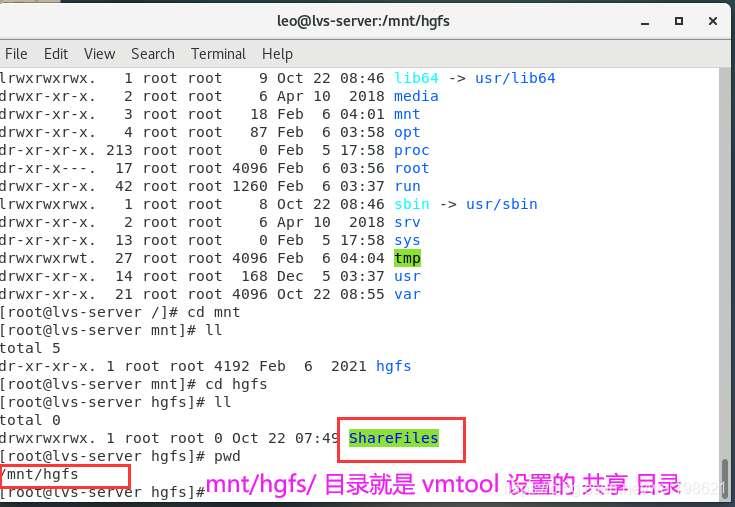 leo@lvs-server:/mnt/hgfs
File Edit View Search Terminal Help
lrwxrwxrwx. 1 root root 9 Oct 22 08:46 lib64 -> usr/lib64
drwxr-xr-x. 2 root root 6 Apr 10 2018 media
drwxr-xr-x. 3 root root 18 Feb 6 04:01 mnt
drwxr-xr-x. 4 root root 87 Feb 6 03:58 opt
dr-xr-xr-x. 213 root root 0 Feb 5 17:58 proc
dr-xr-x---. 17 root root 4096 Feb 6 03:56 root
drwxr-xr-x. 42 root root 1260 Feb 6 03:37 run
lrwxrwxrwx. 1 root root 8 Oct 22 08:46 sbin -> usr/sbin
drwxr-xr-x. 2 root root 6 Apr 10 2018 srv
dr-xr-xr-x. 13 root root 0 Feb 5 17:58 sys
drwxrwxrwt. 27 root root 4096 Feb 6 04:04 tmp
drwxr-xr-x. 14 root root 168 Dec 5 03:37 usr
drwxr-xr-x. 21 root root 4096 Oct 22 08:55 var
[root@lvs-server /]# cd mnt
[root@lvs-server mnt]# ll
total 5
dr-xr-xr-x. 1 root root 4192 Feb 6 2021 hgfs
[root@lvs-server mnt]# cd hgfs
[root@lvs-server hgfs]# ll
total 0
drwxrwxrwx. 1 root root 0 Oct 22 07:49 ShareFiles
[root@lvs-server hgfs]# pwd
/mnt/hgfs
[root@lvs-server hgfs]#
mnt/hgfs/ 目录就是 vmtool 设置的 共享 目录